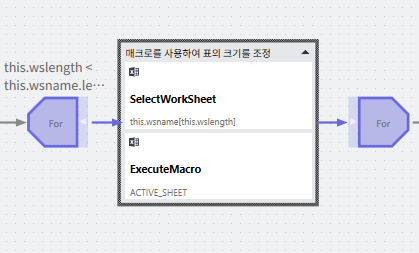 this.wslength <
this.wsname.le…
For
매크로를 사용하여 표의 크기를 조정
SelectWorkSheet
this.wsname[this.wslength]
ExecuteMacro
ACTIVE_SHEET
For